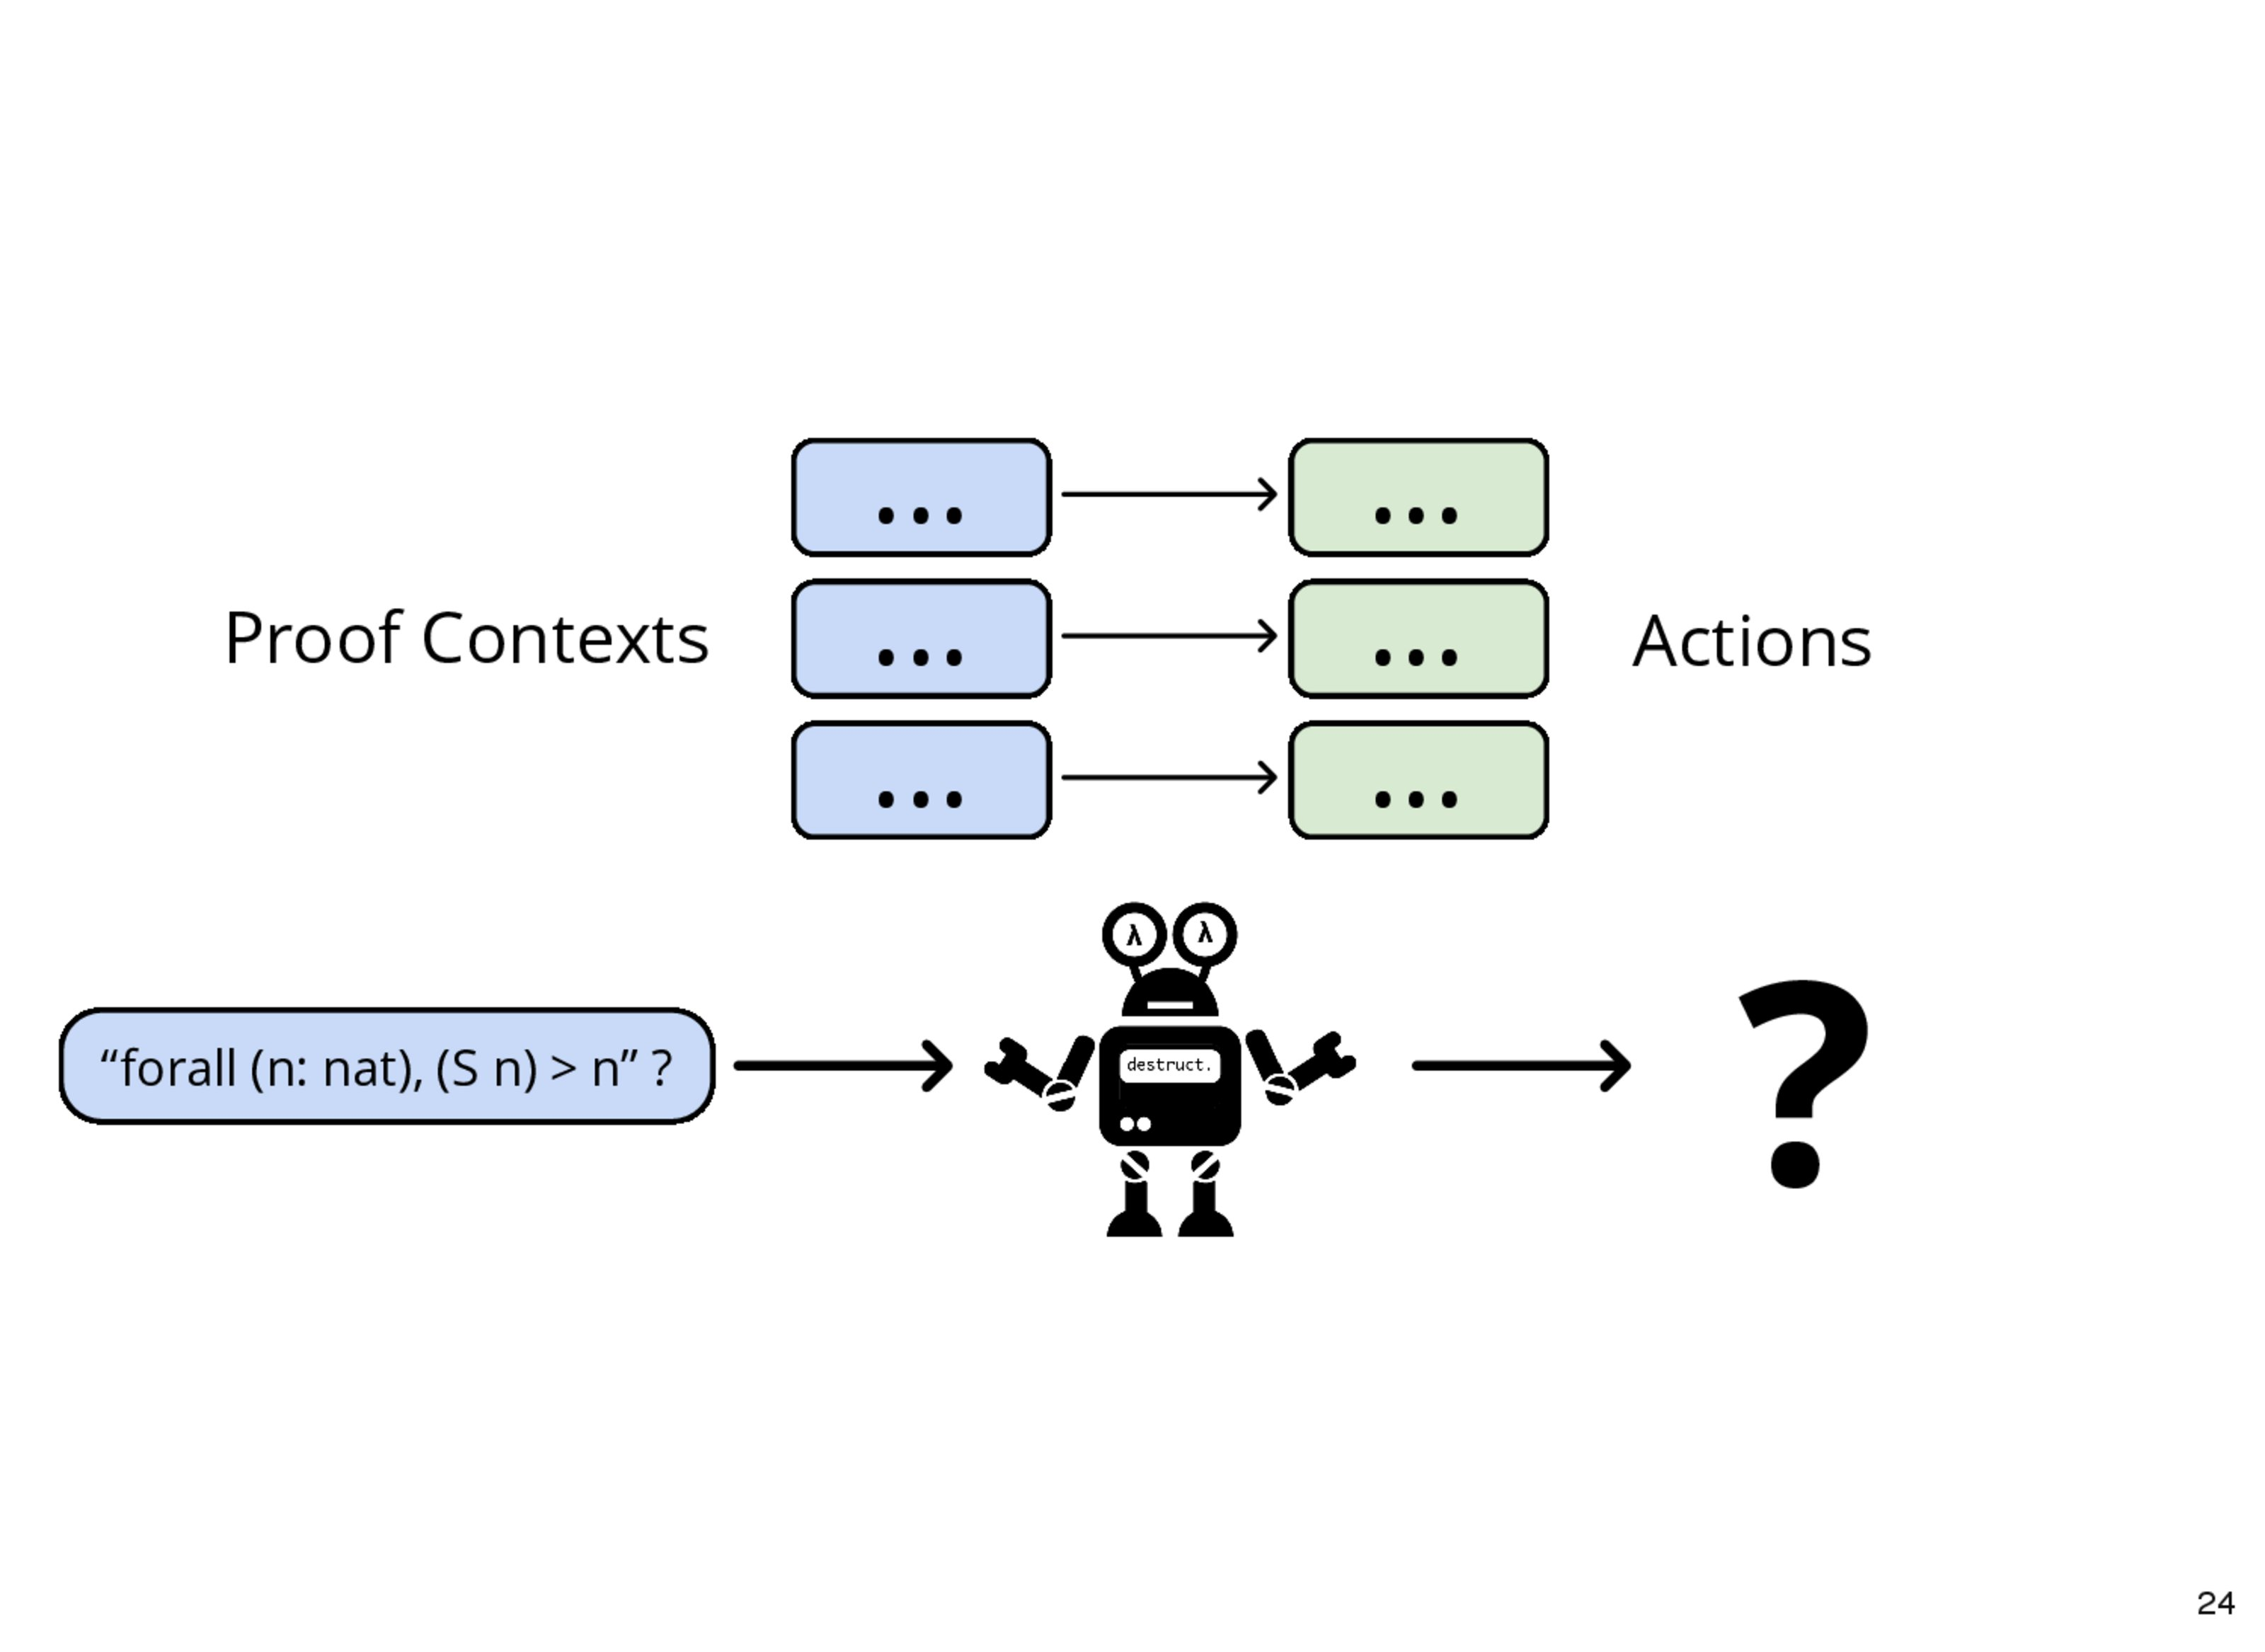 . . .
. . .
. . .
. . .
Proof Contexts
. . .
. . .
Actions
λ λ
“forall (n: nat), (S n) > n” ?
destruct.
?
24